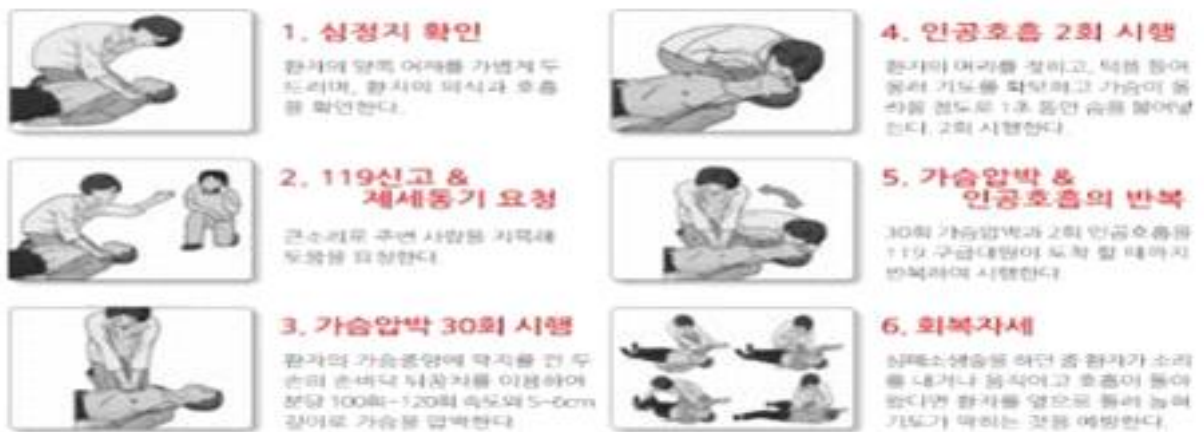 1. 심정지 확인
환자의 양쪽 어깨를 가볍게 두
드리며, 환자의 의식과 호흡
을 확인한다.
2. 119신고 &
제세동기 요청
큰소리로 주변 사람을 지목해
도움을 요청한다.
3. 가슴압박 30회 시행
환자의 가슴중앙에 깍지를 낀 두
손의 손바닥 뒤꿈치를 이용하여
분당 100회~120회 속도와 5~6cm
깊이로 가슴을 압박한다
4. 인공호흡 2회 시행
환자의 머리를 젖히고, 턱을 들어
올려 기도를 확보하고 가슴이 올
라올 정도로 1초 동안 숨을 불어넣
는다. 2회 시행한다.
5. 가슴압박 &
인공호흡의 반복
30회 가슴압박과 2회 인공호흡을
119 구급대원이 도착 할 때까지
반복하여 시행한다
6. 회복자세
심폐소생술을 하던 중 환자가 소리
를 내거나 움직이고 호흡이 돌아
왔다면 환자를 옆으로 돌려 눕혀
기도가 막히는 것을 예방한다.